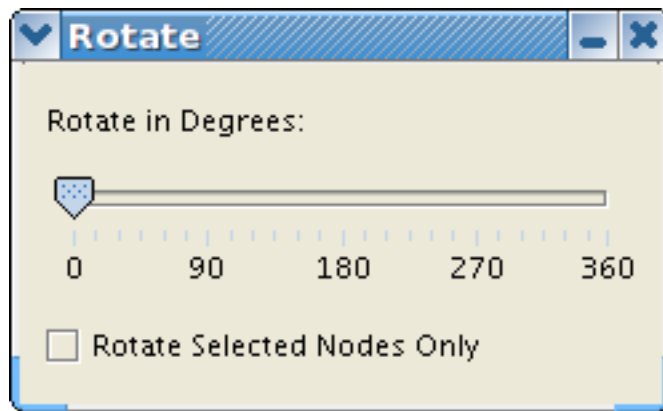 Rotate
Rotate in Degrees:
0 90 180 270 360
Rotate Selected Nodes Only